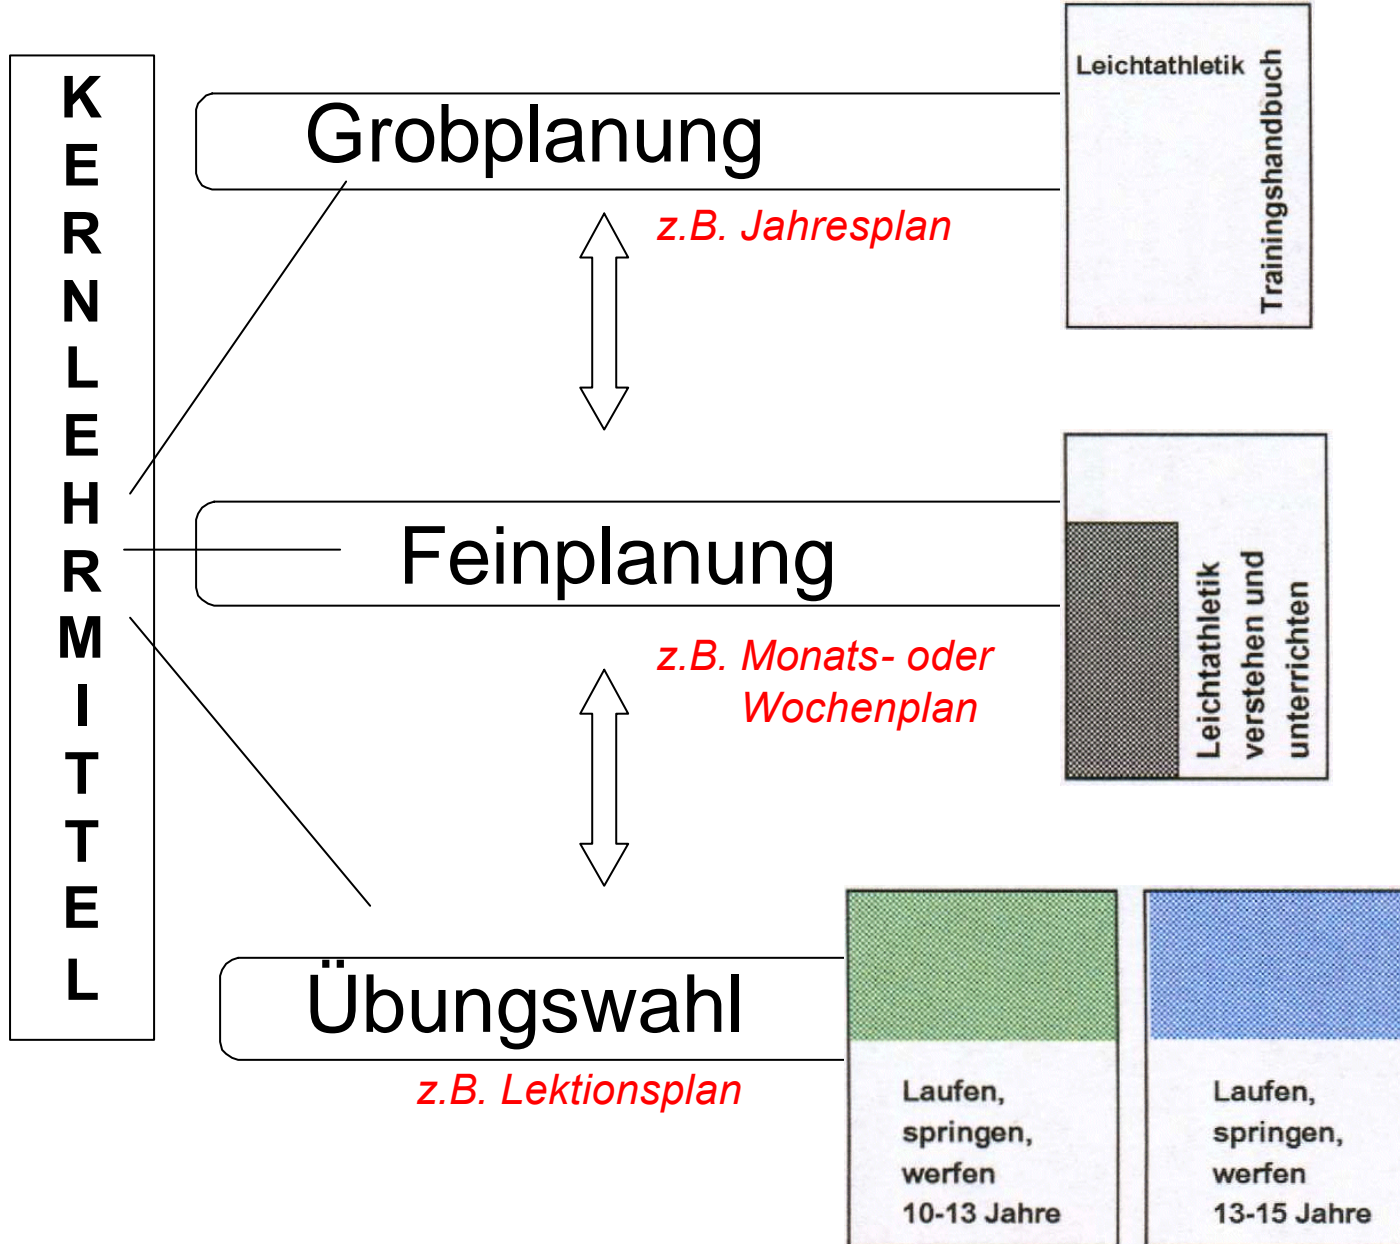 KERNLEHRMITTEL
Grobplanung
z.B. Jahresplan
Leichtathletik
Trainingshandbuch
Feinplanung
z.B. Monats- oder
Wochenplan
Leichtathletik
verstehen und
unterrichten
Übungswahl
z.B. Lektionsplan
Laufen,
springen,
werfen
10-13 Jahre
Laufen,
springen,
werfen
13-15 Jahre